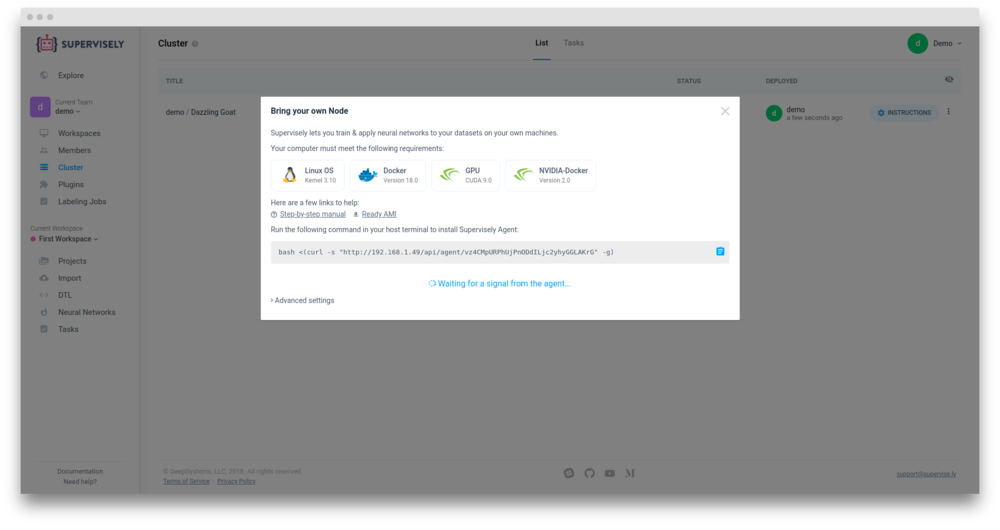 SUPERVISELY
Cluster
List
Tasks
d
Demo
Explore
TITLE
STATUS
DEPLOYED
d
Current Team
demo
demo / Dazzling Goat
d
demo
a few seconds ago
INSTRUCTIONS
Workspaces
Members
Cluster
Plugins
Labeling Jobs
Current Workspace
First Workspace
Projects
Import
DTL
Neural Networks
Tasks
Bring your own Node
Supervisely lets you train & apply neural networks to your datasets on your own machines.
Your computer must meet the following requirements:
Linux OS
Kernel 3.10
Docker
Version 18.0
GPU
CUDA 9.0
NVIDIA-Docker
Version 2.0
Here are a few links to help:
Step-by-step manual
Ready AMI
Run the following command in your host terminal to install Supervisely Agent:
bash <(curl -s "http://192.168.1.49/api/agent/vz4CMpURPhUjPnODdILjc2yhyGGLAKrG" -g)
Waiting for a signal from the agent...
Advanced settings
Documentation
Need help?
© DeepSystems, LLC, 2018. All rights reserved.
Terms of Service
Privacy Policy
support@supervise.ly